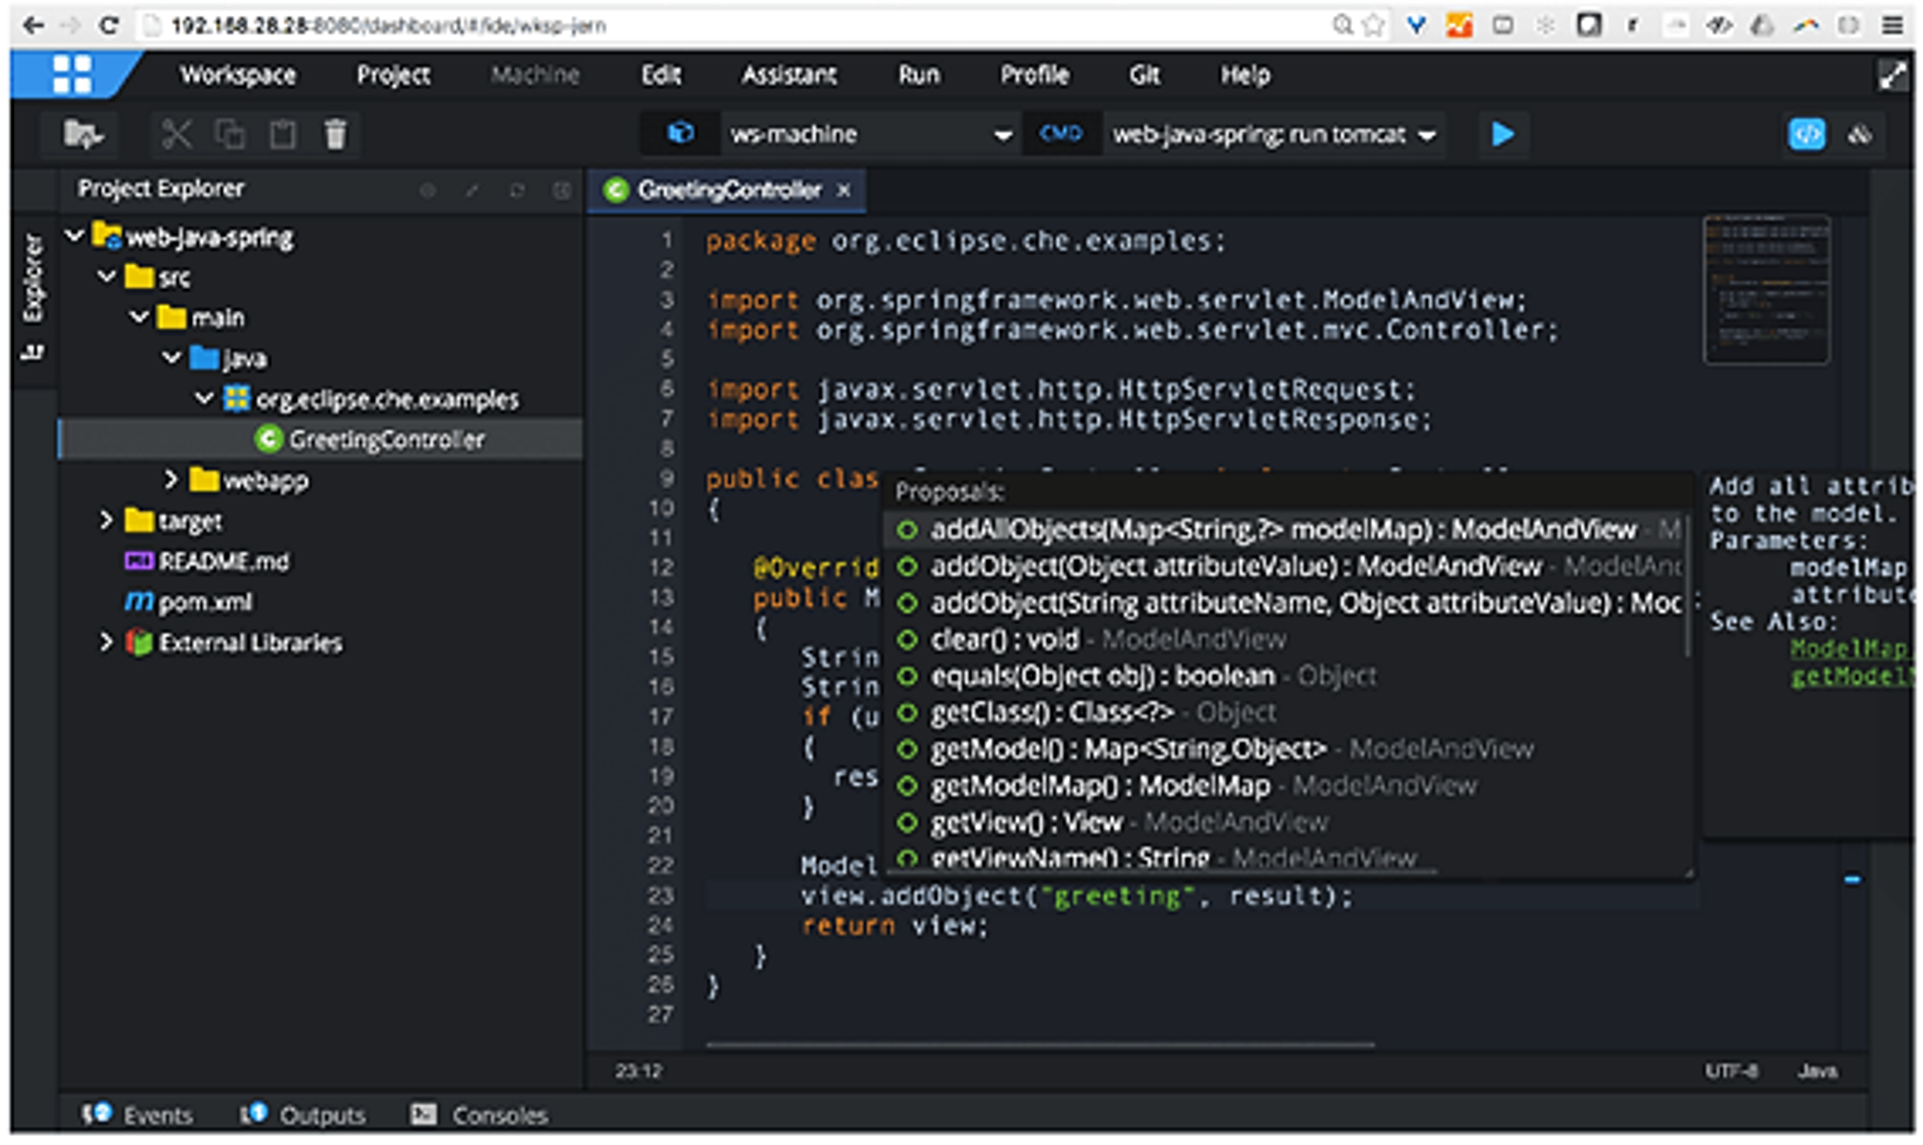 192.168.28.28:8080/dashboard/#/ide/wksp-jern
Workspace Project Machine Edit Assistant Run Profile Git Help
ws-machine CMD web-java-spring: run tomcat
Project Explorer
GreetingController ×
Explorer
web-java-spring
src
main
java
org.eclipse.che.examples
GreetingController
webapp
target
README.md
pom.xml
External Libraries
1 package org.eclipse.che.examples;
2
3 import org.springframework.web.servlet.ModelAndView;
4 import org.springframework.web.servlet.mvc.Controller;
5
6 import javax.servlet.http.HttpServletRequest;
7 import javax.servlet.http.HttpServletResponse;
8
9 public clas
10 {
11
12 @Overrid
13 public M
14 {
15 Strin
16 Strin
17 if (u
18 {
19 res
20 }
21
22 Model
23 view.addObject("greeting", result);
24 return view;
25 }
26 }
27
Proposals:
addAllObjects(Map<String,?> modelMap) : ModelAndView - M
addObject(Object attributeValue) : ModelAndView - ModelAnd
addObject(String attributeName, Object attributeValue) : Moc
clear() : void - ModelAndView
equals(Object obj) : boolean - Object
getClass() : Class<?> - Object
getModel() : Map<String,Object> - ModelAndView
getModelMap() : ModelMap - ModelAndView
getView() : View - ModelAndView
getViewName() : String - ModelAndView
Add all attrib
to the model.
Parameters:
modelMap
attribute
See Also:
ModelMap
getModel
23:12 UTF-8 Java
Events Outputs Consoles